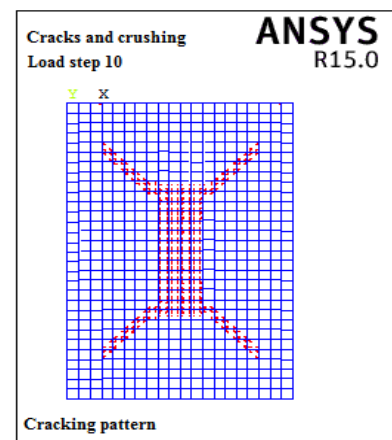 Cracks and crushing
ANSYS
Load step 10
R15.0
Y X
Cracking pattern